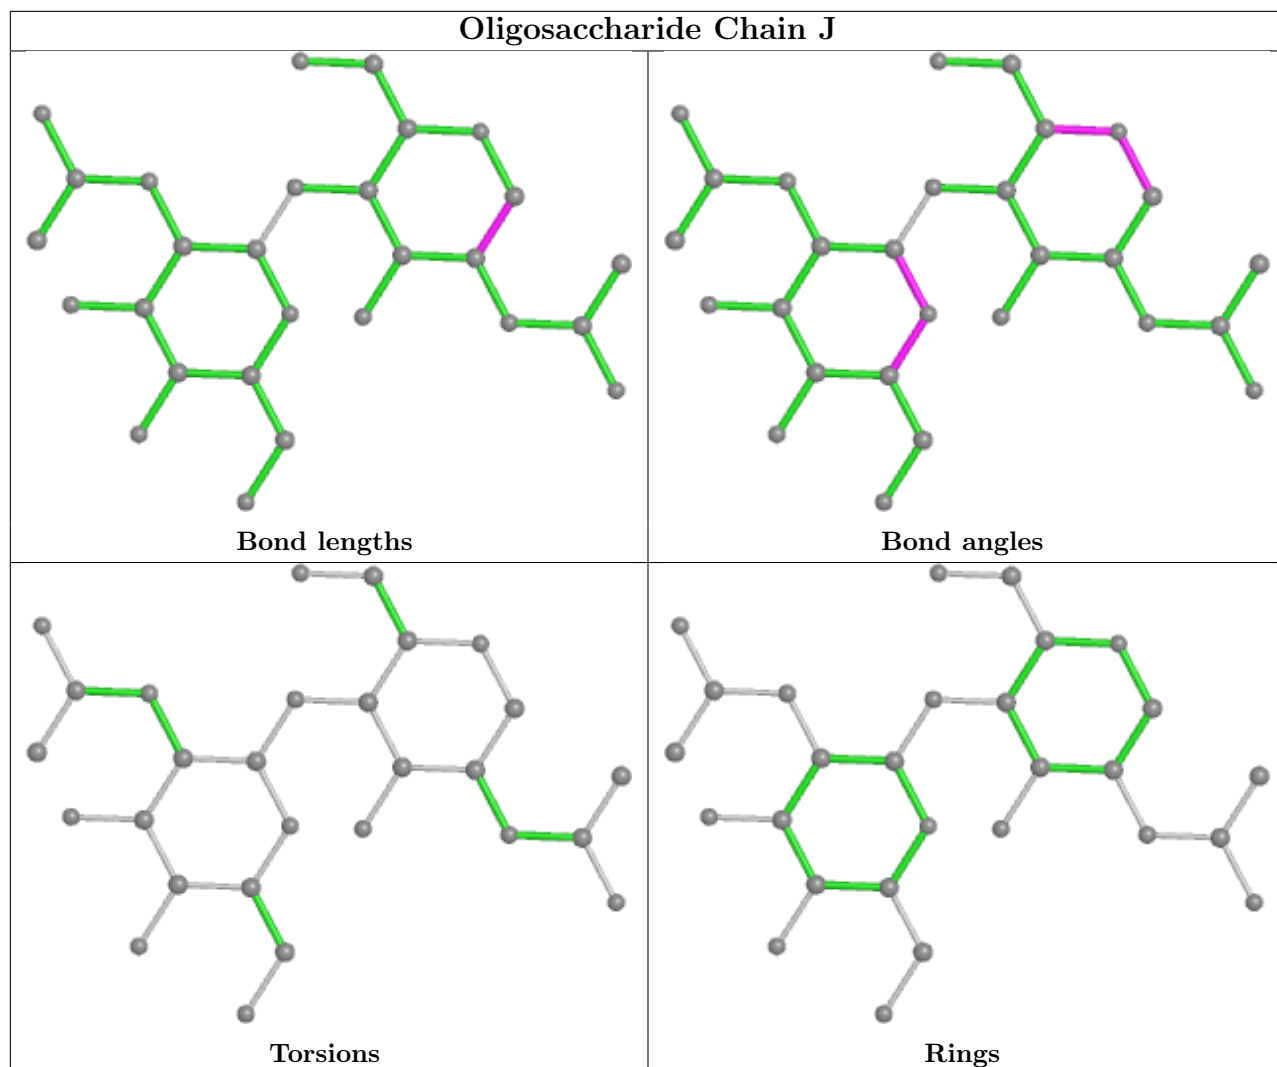 Oligosaccharide Chain J
Bond lengths
Bond angles
Torsions
Rings